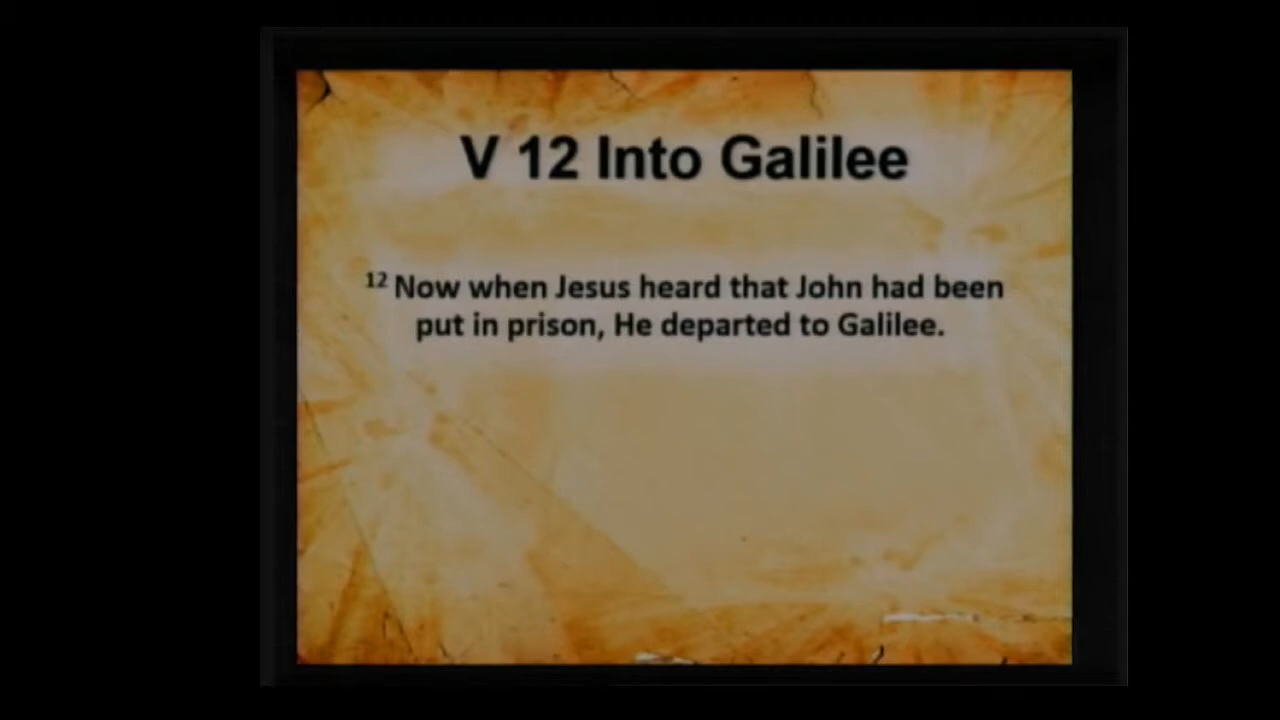 V 12 Into Galilee
12 Now when Jesus heard that John had been
put in prison, He departed to Galilee.